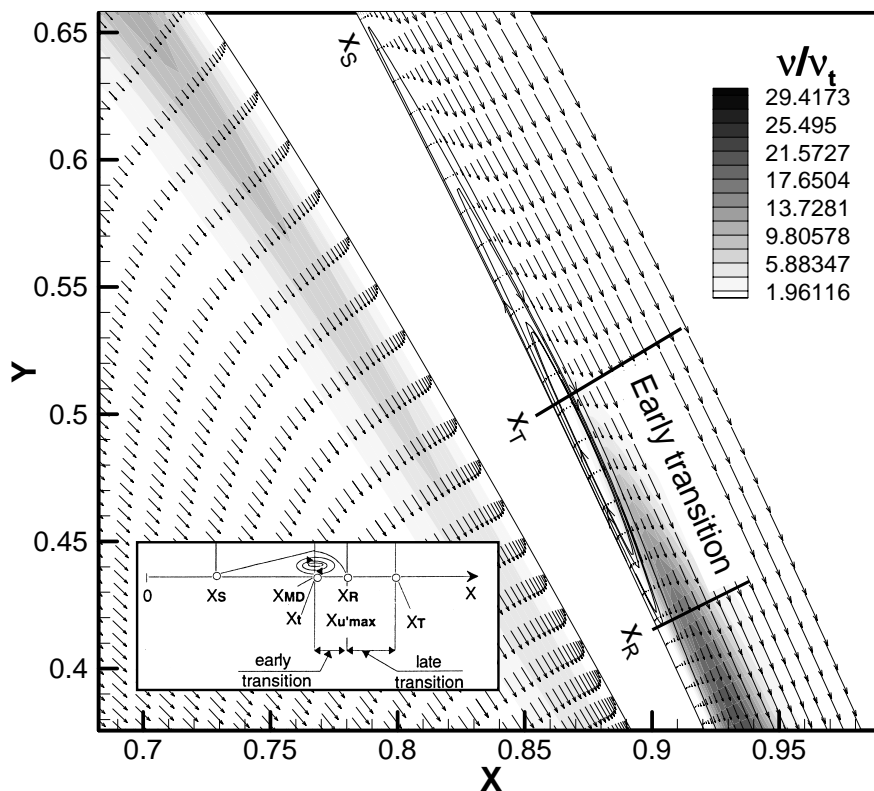 0.65
0.6
0.55
0.5
0.45
0.4
Y
0.7
0.75
0.8
0.85
0.9
0.95
X
ν/νt
29.4173
25.495
21.5727
17.6504
13.7281
9.80578
5.88347
1.96116
XS
XT
Early transition
XR
0
XS
XMD
XR
X
Xt
Xu'max
XT
early
transition
late
transition